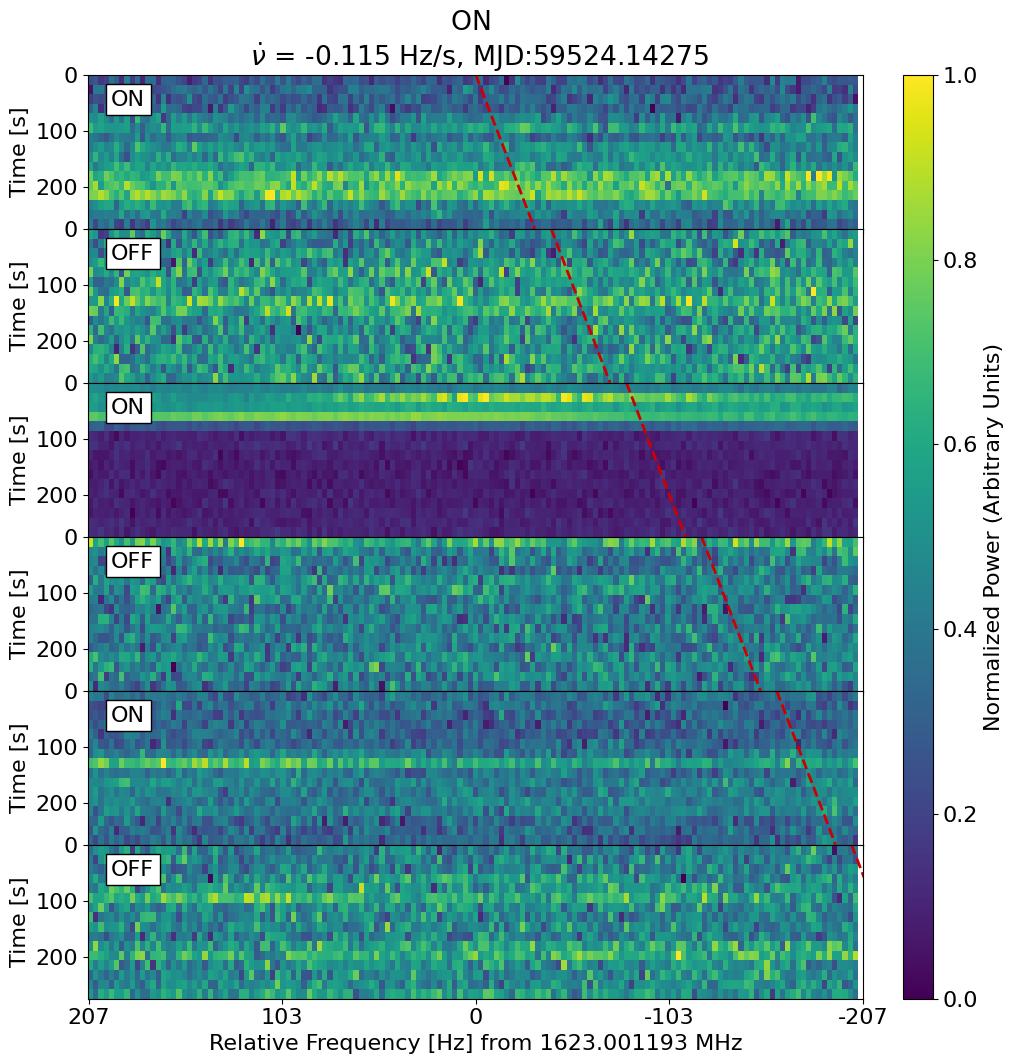 ON
ν̇ = -0.115 Hz/s, MJD:59524.14275
0
ON
100
200
Time [s]
0
OFF
100
200
Time [s]
0
ON
100
200
Time [s]
0
OFF
100
200
Time [s]
0
ON
100
200
Time [s]
0
OFF
100
200
Time [s]
207 103 0 -103 -207
Relative Frequency [Hz] from 1623.001193 MHz
1.0
0.8
0.6
0.4
0.2
0.0
Normalized Power (Arbitrary Units)